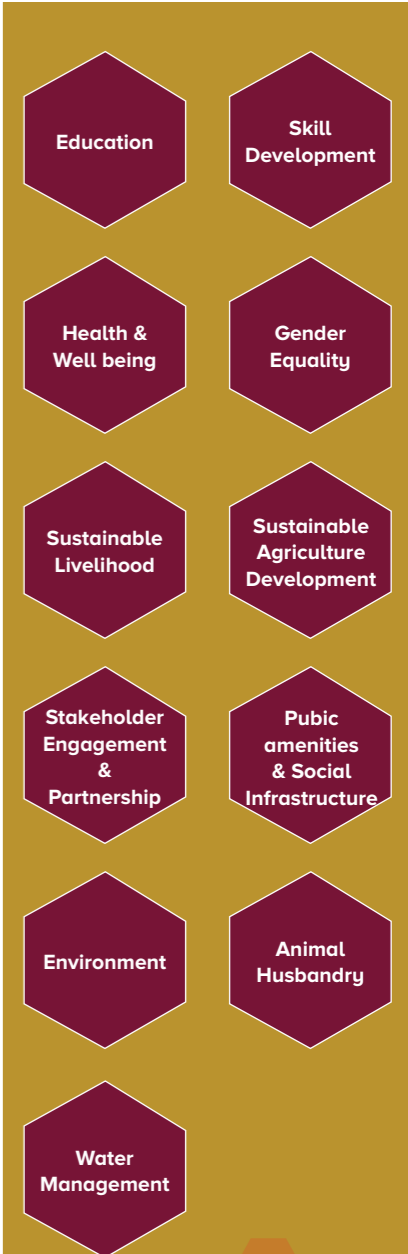 Education
Skill
Development
Health &
Well being
Gender
Equality
Sustainable
Livelihood
Sustainable
Agriculture
Development
Stakeholder
Engagement
&
Partnership
Pubic
amenities
& Social
Infrastructure
Environment
Animal
Husbandry
Water
Management